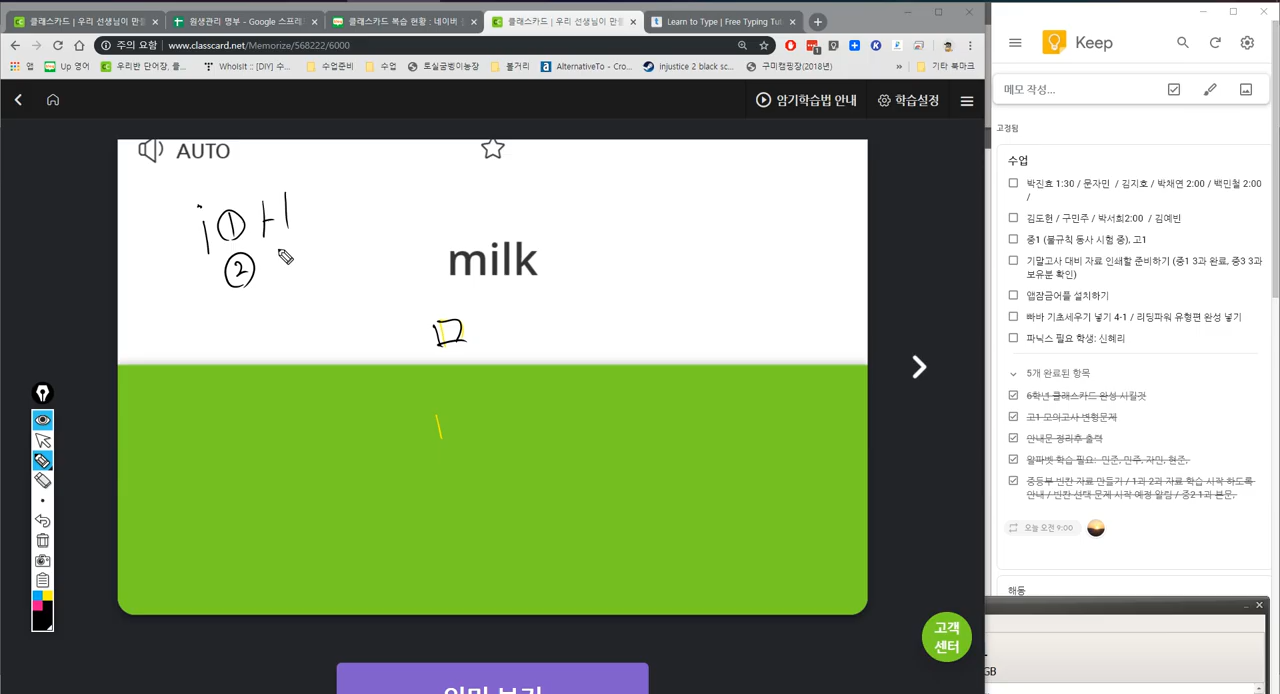 클래스카드 | 우리 선생님이 만든
원생관리 명부 - Google 스프레
클래스카드 복습 현황 : 네이버
클래스카드 | 우리 선생님이 만든
Learn to Type | Free Typing Tut
주의 요함
www.classcard.net/Memorize/568222/6000
앱
Up 영어
우리반 단어장, 클...
WhoIsit :: [DIY] 수...
수업준비
수업
토실굼벵이농장
볼거리
AlternativeTo - Cro...
injustice 2 black sc...
구미캠핑장(2018년)
»
기타 북마크
암기학습법 안내
학습설정
AUTO
i ① ㅐ
②
milk
ㅁ
고객
센터
Keep
메모 작성...
고정됨
수업
박진효 1:30 / 문자민 / 김지호 / 박채연 2:00 / 백민철 2:00
/
김도헌 / 구민주 / 박서희2:00 / 김예빈
중1 (불규칙 동사 시험 중), 고1
기말고사 대비 자료 인쇄할 준비하기 (중1 3과 완료, 중3 3과
보유분 확인)
앱잠금어플 설치하기
빠바 기초세우기 넣기 4-1 / 리딩파워 유형편 완성 넣기
파닉스 필요 학생: 신혜리
5개 완료된 항목
6학년 클래스카드 완성 시킬것
고1 모의고사 변형문제
안내문 정리후 출력
알파벳 학습 필요: 민준, 민주, 자민, 현준,
중등부 빈칸 자료 만들기 / 1과 2과 자료 학습 시작 하도록
안내 / 빈칸 선택 문제 시작 예정 알림 / 중2 1과 본문,
오늘 오전 9:00
해동
GB